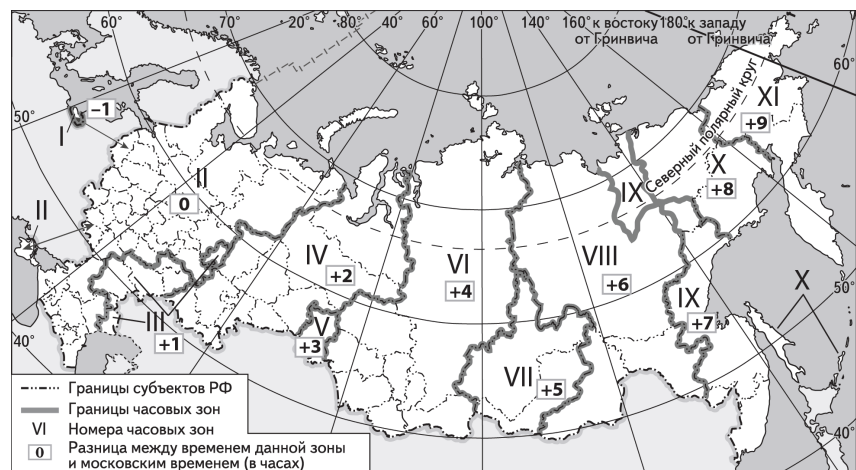 60°
70°
20°
80°
40°
60°
100°
140°
160°к востоку
от Гринвича
180°к западу
от Гринвича
60°
–1
I
50°
II
0
II
Северный полярный круг
XI
+9
X
+8
IX
IV
+2
VI
+4
VIII
+6
X
50°
IX
+7
III
+1
V
+3
VII
+5
40°
40°
Границы субъектов РФ
Границы часовых зон
VI Номера часовых зон
0 Разница между временем данной зоны
и московским временем (в часах)